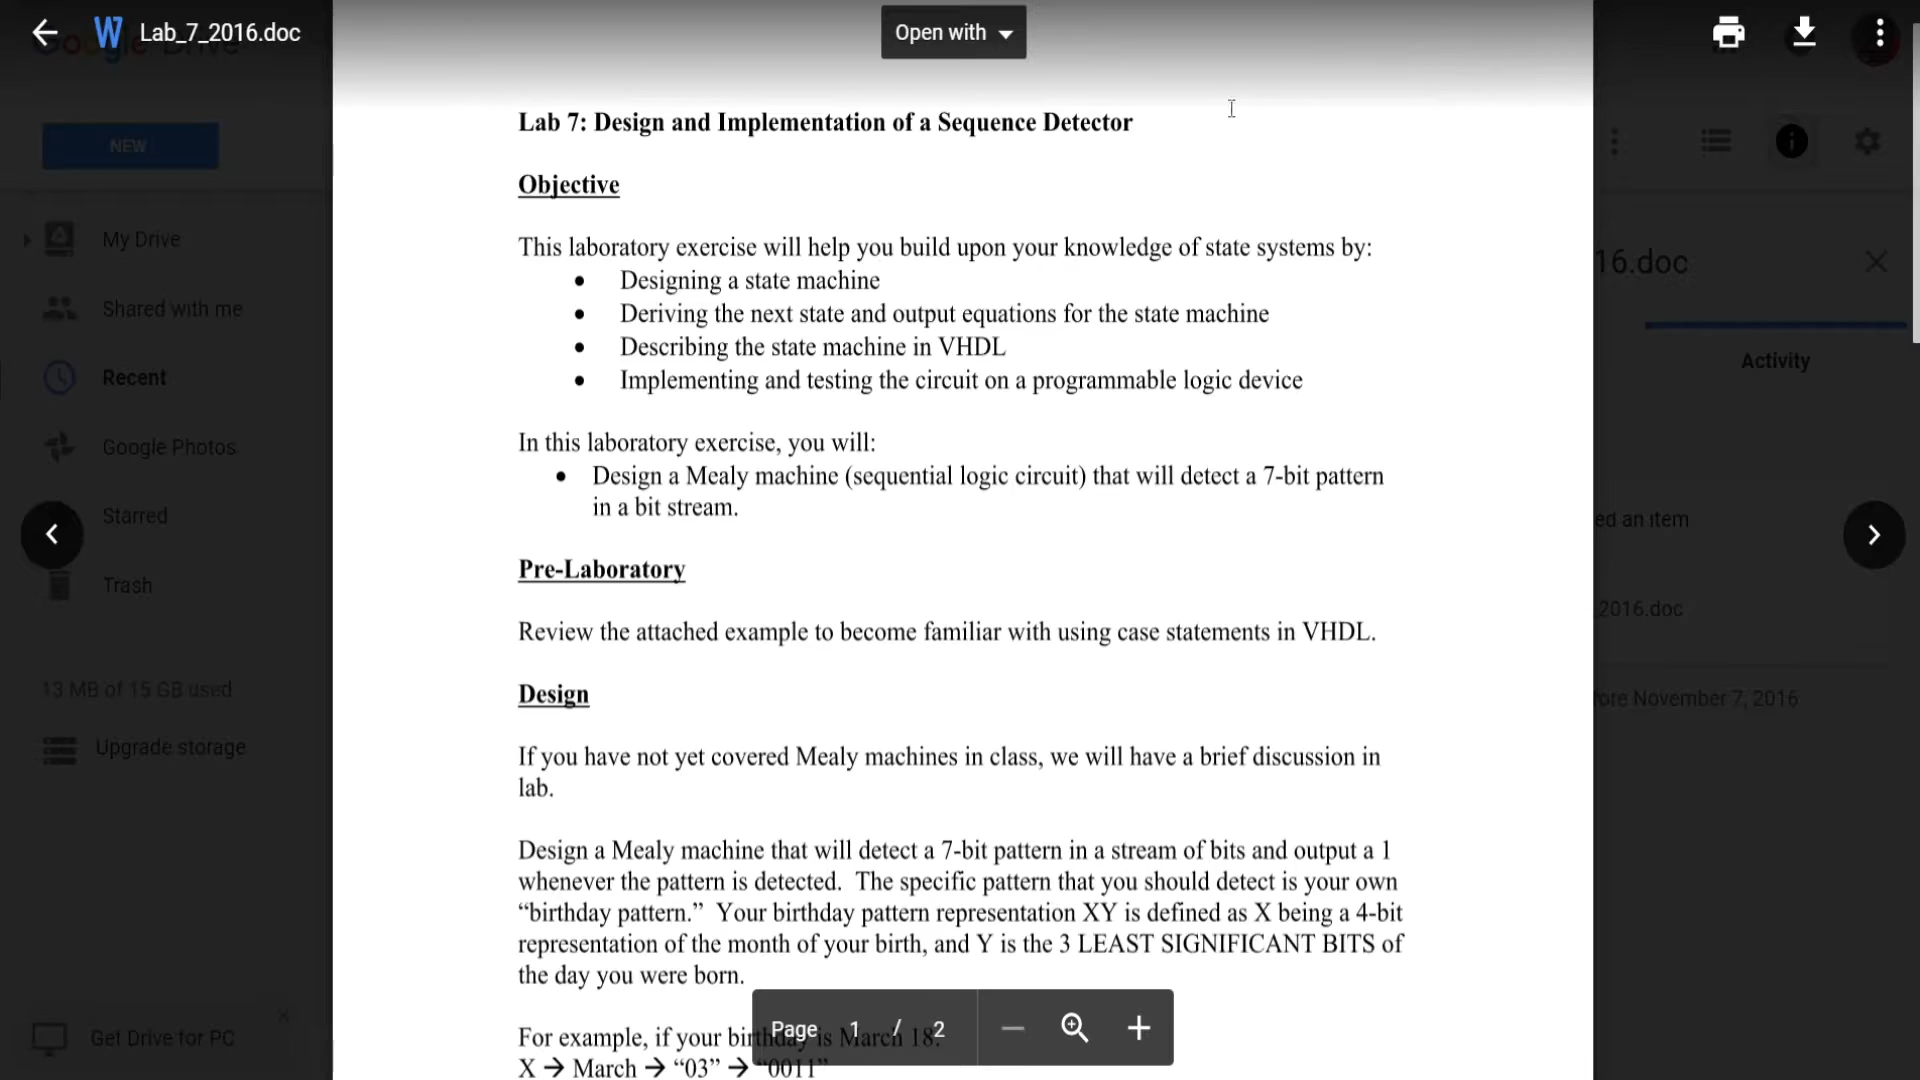 Lab_7_2016.doc
Open with
NEW
My Drive
Shared with me
Recent
Google Photos
Starred
Trash
13 MB of 15 GB used
Upgrade storage
Get Drive for PC
Lab 7: Design and Implementation of a Sequence Detector
Objective
This laboratory exercise will help you build upon your knowledge of state systems by:
• Designing a state machine
• Deriving the next state and output equations for the state machine
• Describing the state machine in VHDL
• Implementing and testing the circuit on a programmable logic device
In this laboratory exercise, you will:
• Design a Mealy machine (sequential logic circuit) that will detect a 7-bit pattern
in a bit stream.
Pre-Laboratory
Review the attached example to become familiar with using case statements in VHDL.
Design
If you have not yet covered Mealy machines in class, we will have a brief discussion in
lab.
Design a Mealy machine that will detect a 7-bit pattern in a stream of bits and output a 1
whenever the pattern is detected. The specific pattern that you should detect is your own
“birthday pattern.” Your birthday pattern representation XY is defined as X being a 4-bit
representation of the month of your birth, and Y is the 3 LEAST SIGNIFICANT BITS of
the day you were born.
For example, if your birthday is March 18:
X → March → “03” → “0011”
Page 1 / 2
16.doc
Activity
ed an item
2016.doc
ore November 7, 2016